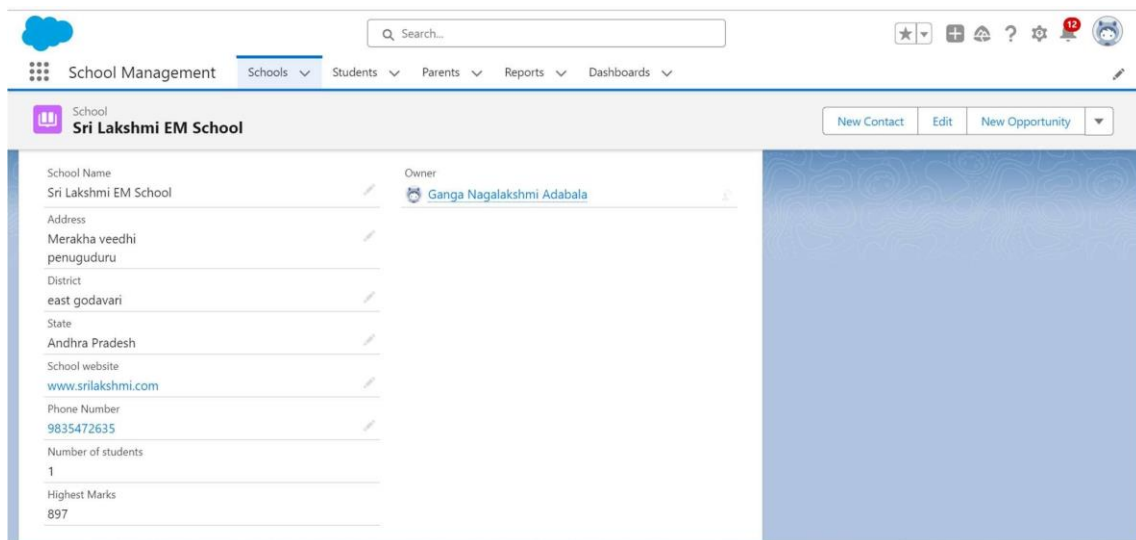 Search...
12
School Management
Schools
Students
Parents
Reports
Dashboards
School
Sri Lakshmi EM School
New Contact
Edit
New Opportunity
School Name
Sri Lakshmi EM School
Owner
Ganga Nagalakshmi Adabala
Address
Merakha veedhi
penuguduru
District
east godavari
State
Andhra Pradesh
School website
www.srilakshmi.com
Phone Number
9835472635
Number of students
1
Highest Marks
897